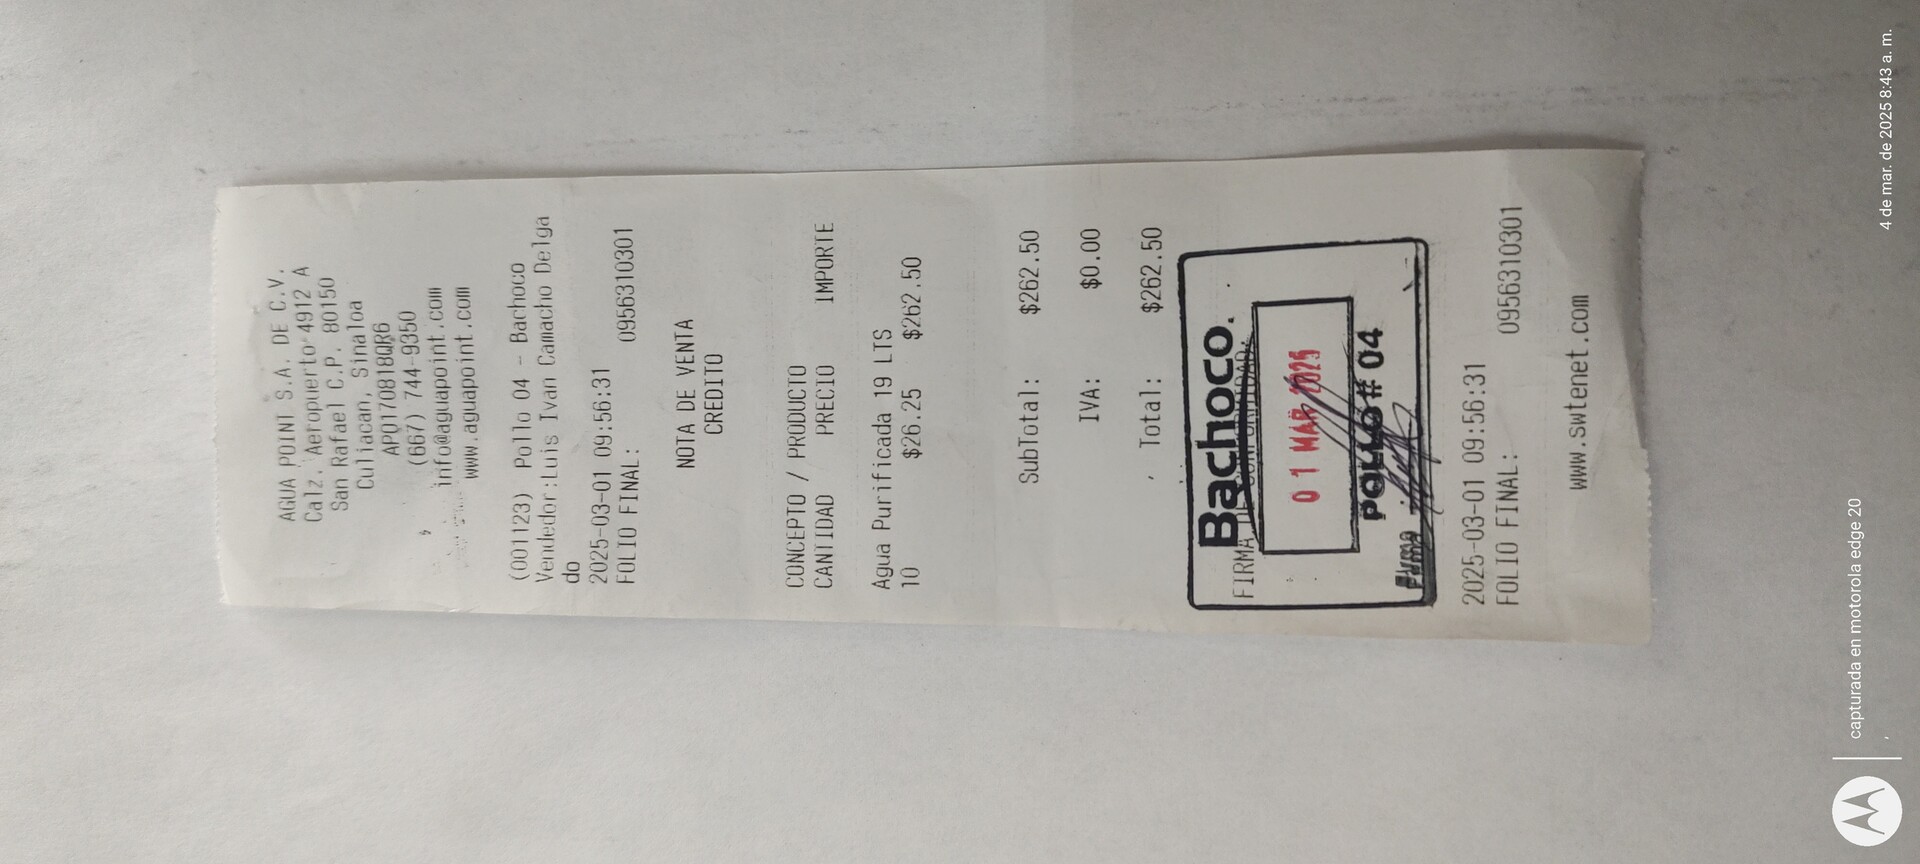 AGUA POINT S.A. DE C.V.
Calz. Aeropuerto 4912 A
San Rafael C.P. 80150
Culiacan, Sinaloa
APO170818QR6
(667) 744-9350
info@aguapoint.com
www.aguapoint.com
(001123) Pollo 04 - Bachoco
Vendedor:Luis Ivan Camacho Delga
do
2025-03-01 09:56:31
FOLIO FINAL: 0956310301
NOTA DE VENTA
CREDITO
CONCEPTO / PRODUCTO
CANTIDAD PRECIO IMPORTE
Agua Purificada 19 LTS
10 $26.25 $262.50
SubTotal: $262.50
IVA: $0.00
Total: $262.50
Bachoco.
FIRMA DE CONFORMIDAD:
01 MAR 2025
POLLO# 04
Firma
2025-03-01 09:56:31
FOLIO FINAL: 0956310301
www.swtenet.com
capturada en motorola edge 20
4 de mar. de 2025 8:43 a. m.